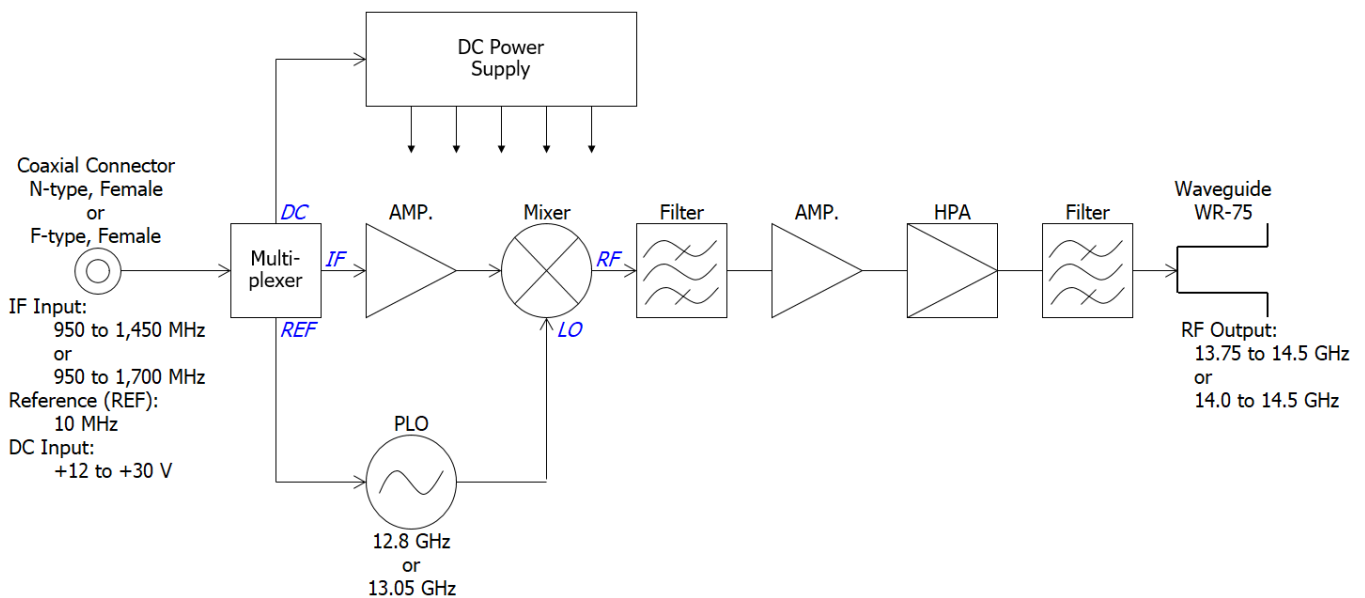 DC Power
Supply
Coaxial Connector
N-type, Female
or
F-type, Female
DC
Multi-
plexer
IF
REF
AMP.
Mixer
RF
LO
Filter
AMP.
HPA
Filter
Waveguide
WR-75
IF Input:
950 to 1,450 MHz
or
950 to 1,700 MHz
Reference (REF):
10 MHz
DC Input:
+12 to +30 V
PLO
12.8 GHz
or
13.05 GHz
RF Output:
13.75 to 14.5 GHz
or
14.0 to 14.5 GHz